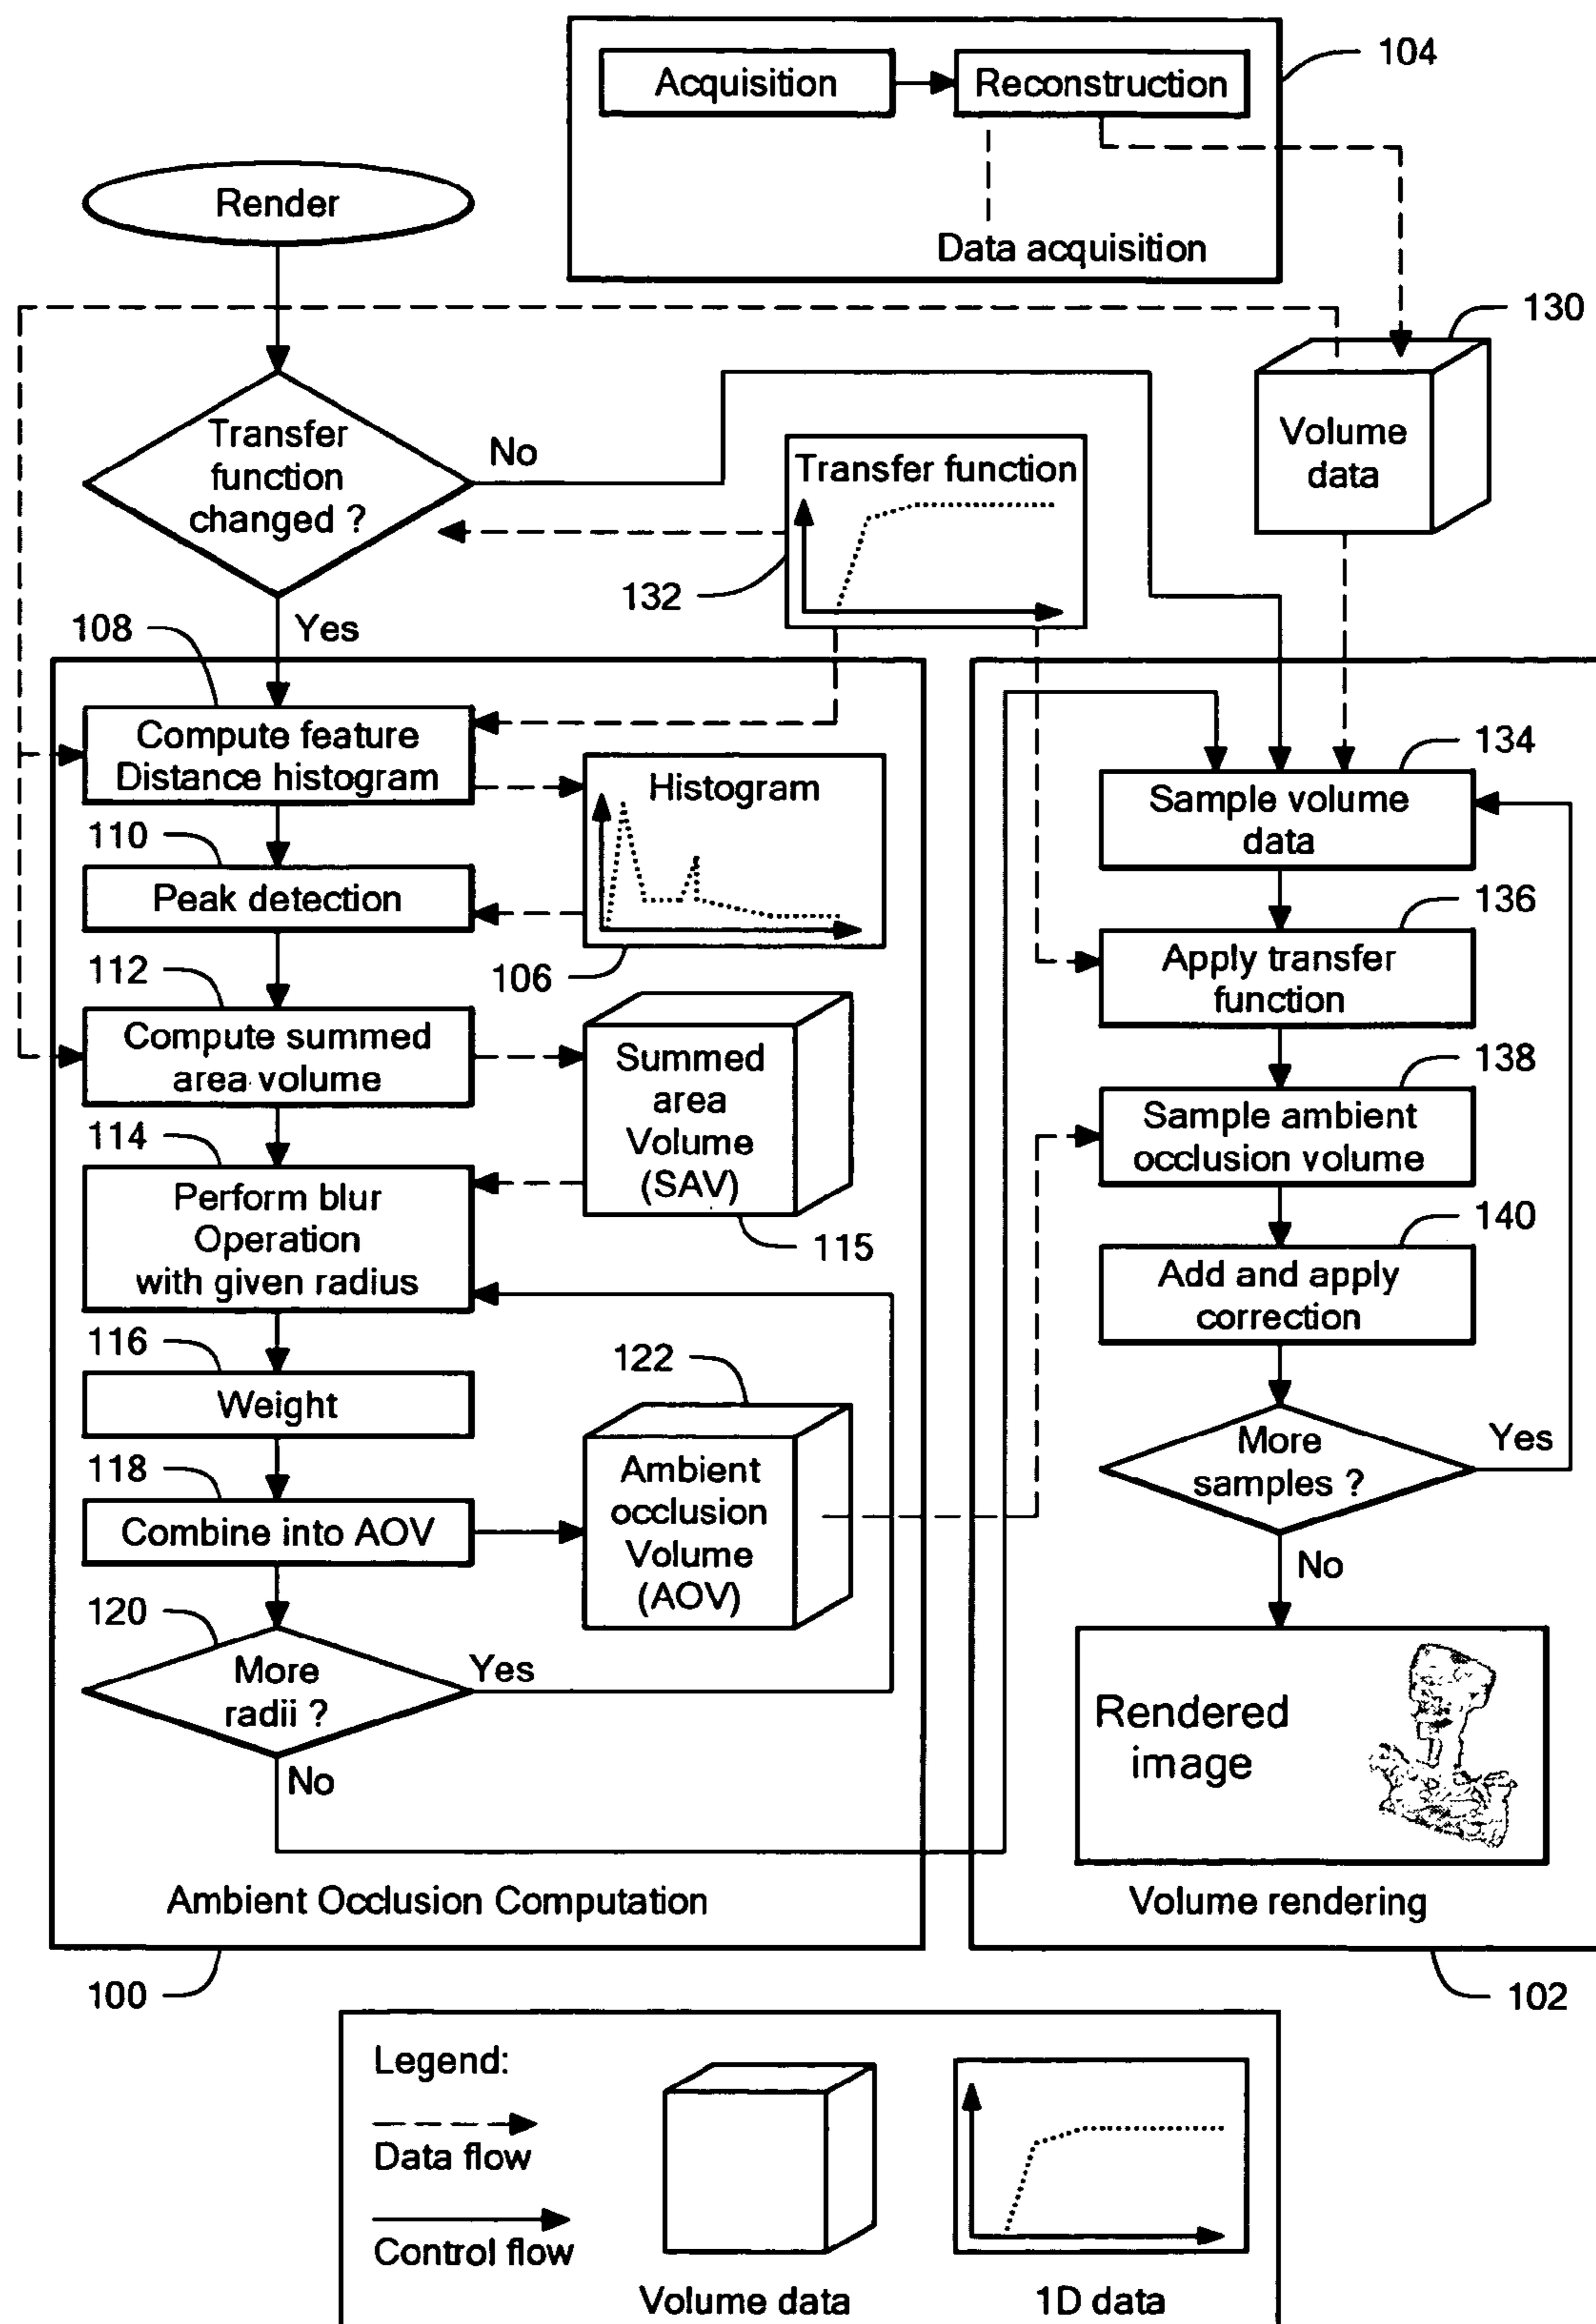 Acquisition
Reconstruction
104
Data acquisition
Render
130
Volume
data
Transfer
function
changed ?
No
Transfer function
132
Yes
108
Compute feature
Distance histogram
Histogram
106
110
Peak detection
112
Compute summed
area volume
Summed
area
Volume
(SAV)
115
114
Perform blur
Operation
with given radius
116
Weight
122
118
Combine into AOV
Ambient
occlusion
Volume
(AOV)
120
More
radii ?
Yes
No
Ambient Occlusion Computation
100
134
Sample volume
data
136
Apply transfer
function
138
Sample ambient
occlusion volume
140
Add and apply
correction
More
samples ?
Yes
No
Rendered
image
Volume rendering
102
Legend:
Data flow
Control flow
Volume data
1D data